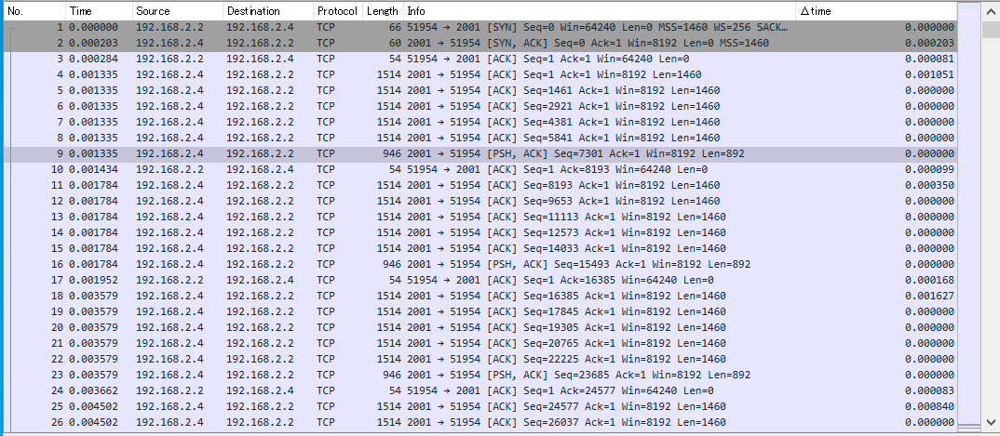 No. Time Source Destination Protocol Length Info Δtime
1 0.000000 192.168.2.2 192.168.2.4 TCP 66 51954 → 2001 [SYN] Seq=0 Win=64240 Len=0 MSS=1460 WS=256 SACK… 0.000000
2 0.000203 192.168.2.4 192.168.2.2 TCP 60 2001 → 51954 [SYN, ACK] Seq=0 Ack=1 Win=8192 Len=0 MSS=1460 0.000203
3 0.000284 192.168.2.2 192.168.2.4 TCP 54 51954 → 2001 [ACK] Seq=1 Ack=1 Win=64240 Len=0 0.000081
4 0.001335 192.168.2.4 192.168.2.2 TCP 1514 2001 → 51954 [ACK] Seq=1 Ack=1 Win=8192 Len=1460 0.001051
5 0.001335 192.168.2.4 192.168.2.2 TCP 1514 2001 → 51954 [ACK] Seq=1461 Ack=1 Win=8192 Len=1460 0.000000
6 0.001335 192.168.2.4 192.168.2.2 TCP 1514 2001 → 51954 [ACK] Seq=2921 Ack=1 Win=8192 Len=1460 0.000000
7 0.001335 192.168.2.4 192.168.2.2 TCP 1514 2001 → 51954 [ACK] Seq=4381 Ack=1 Win=8192 Len=1460 0.000000
8 0.001335 192.168.2.4 192.168.2.2 TCP 1514 2001 → 51954 [ACK] Seq=5841 Ack=1 Win=8192 Len=1460 0.000000
9 0.001335 192.168.2.4 192.168.2.2 TCP 946 2001 → 51954 [PSH, ACK] Seq=7301 Ack=1 Win=8192 Len=892 0.000000
10 0.001434 192.168.2.2 192.168.2.4 TCP 54 51954 → 2001 [ACK] Seq=1 Ack=8193 Win=64240 Len=0 0.000099
11 0.001784 192.168.2.4 192.168.2.2 TCP 1514 2001 → 51954 [ACK] Seq=8193 Ack=1 Win=8192 Len=1460 0.000350
12 0.001784 192.168.2.4 192.168.2.2 TCP 1514 2001 → 51954 [ACK] Seq=9653 Ack=1 Win=8192 Len=1460 0.000000
13 0.001784 192.168.2.4 192.168.2.2 TCP 1514 2001 → 51954 [ACK] Seq=11113 Ack=1 Win=8192 Len=1460 0.000000
14 0.001784 192.168.2.4 192.168.2.2 TCP 1514 2001 → 51954 [ACK] Seq=12573 Ack=1 Win=8192 Len=1460 0.000000
15 0.001784 192.168.2.4 192.168.2.2 TCP 1514 2001 → 51954 [ACK] Seq=14033 Ack=1 Win=8192 Len=1460 0.000000
16 0.001784 192.168.2.4 192.168.2.2 TCP 946 2001 → 51954 [PSH, ACK] Seq=15493 Ack=1 Win=8192 Len=892 0.000000
17 0.001952 192.168.2.2 192.168.2.4 TCP 54 51954 → 2001 [ACK] Seq=1 Ack=16385 Win=64240 Len=0 0.000168
18 0.003579 192.168.2.4 192.168.2.2 TCP 1514 2001 → 51954 [ACK] Seq=16385 Ack=1 Win=8192 Len=1460 0.001627
19 0.003579 192.168.2.4 192.168.2.2 TCP 1514 2001 → 51954 [ACK] Seq=17845 Ack=1 Win=8192 Len=1460 0.000000
20 0.003579 192.168.2.4 192.168.2.2 TCP 1514 2001 → 51954 [ACK] Seq=19305 Ack=1 Win=8192 Len=1460 0.000000
21 0.003579 192.168.2.4 192.168.2.2 TCP 1514 2001 → 51954 [ACK] Seq=20765 Ack=1 Win=8192 Len=1460 0.000000
22 0.003579 192.168.2.4 192.168.2.2 TCP 1514 2001 → 51954 [ACK] Seq=22225 Ack=1 Win=8192 Len=1460 0.000000
23 0.003579 192.168.2.4 192.168.2.2 TCP 946 2001 → 51954 [PSH, ACK] Seq=23685 Ack=1 Win=8192 Len=892 0.000000
24 0.003662 192.168.2.2 192.168.2.4 TCP 54 51954 → 2001 [ACK] Seq=1 Ack=24577 Win=64240 Len=0 0.000083
25 0.004502 192.168.2.4 192.168.2.2 TCP 1514 2001 → 51954 [ACK] Seq=24577 Ack=1 Win=8192 Len=1460 0.000840
26 0.004502 192.168.2.4 192.168.2.2 TCP 1514 2001 → 51954 [ACK] Seq=26037 Ack=1 Win=8192 Len=1460 0.000000